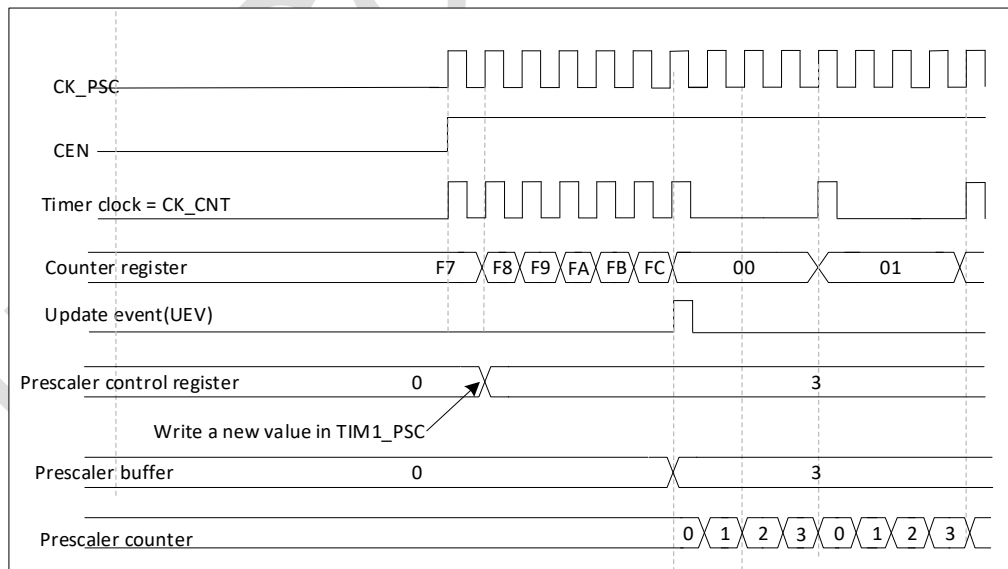 CK_PSC
CEN
Timer clock = CK_CNT
Counter register F7 F8 F9 FA FB FC 00 01
Update event(UEV)
Prescaler control register 0 3
Write a new value in TIM1_PSC
Prescaler buffer 0 3
Prescaler counter 0 1 2 3 0 1 2 3